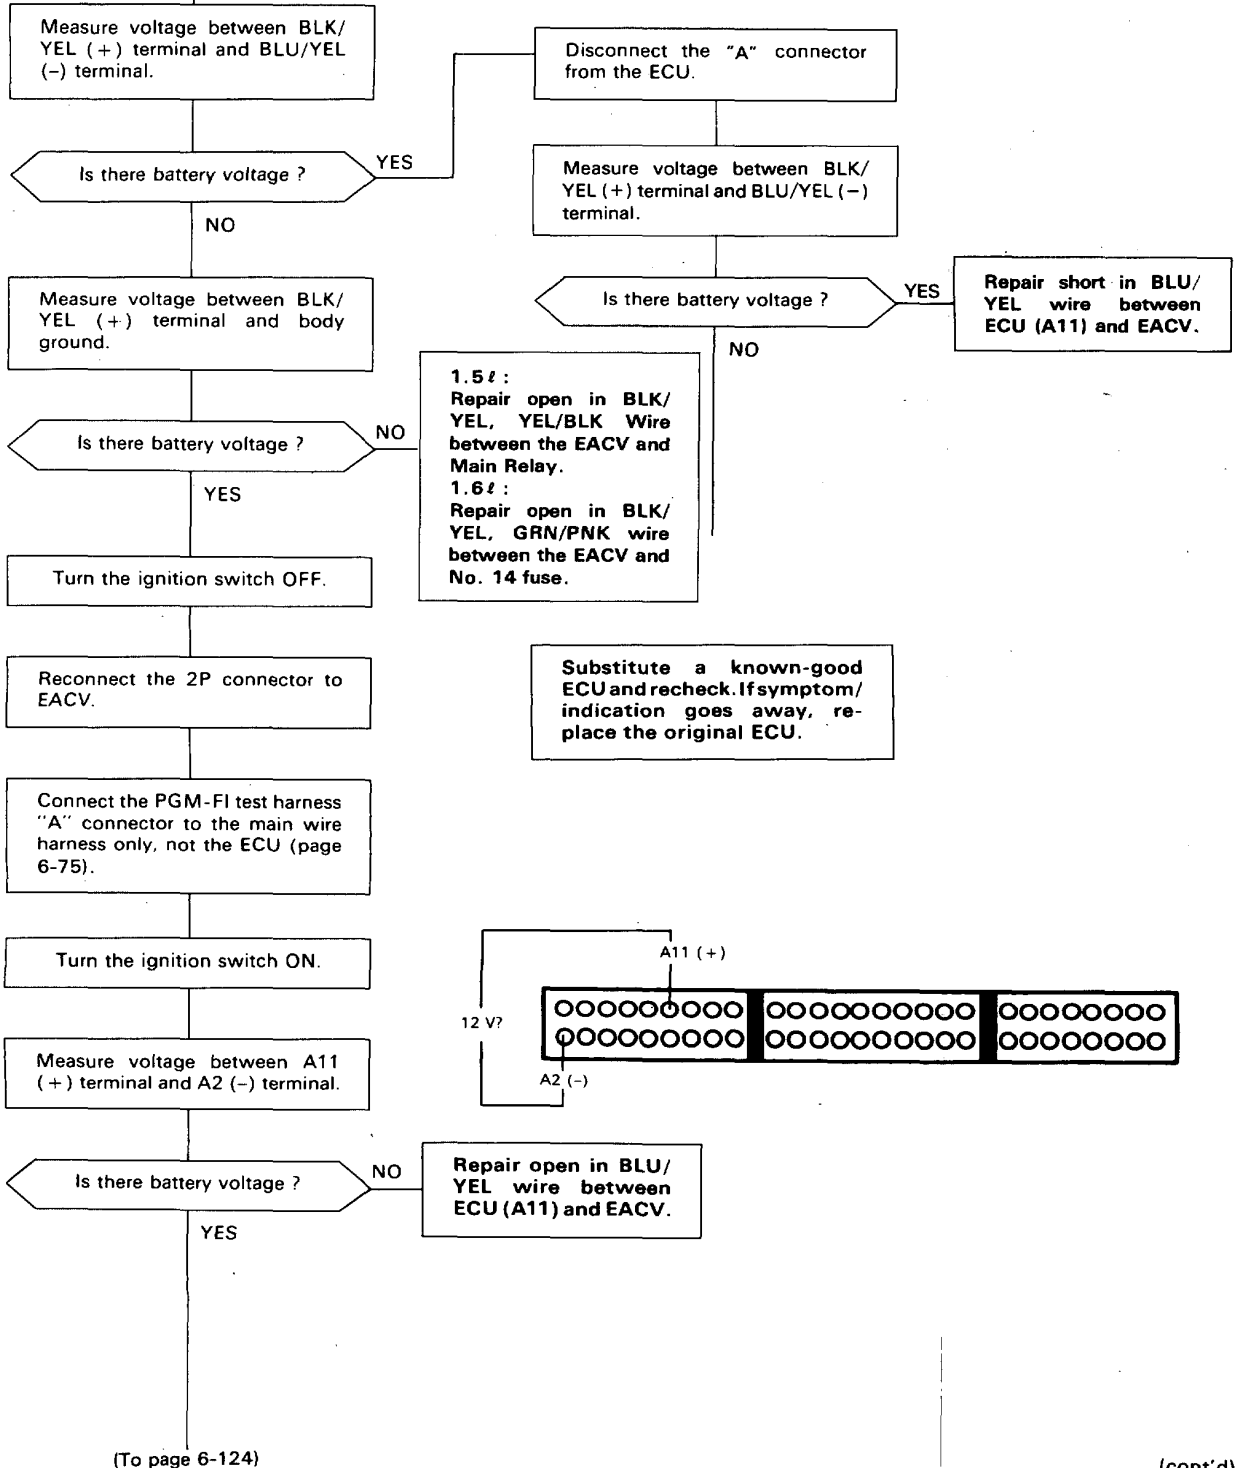 Measure voltage between BLK/
YEL (+) terminal and BLU/YEL
(–) terminal.
Is there battery voltage ?
YES
NO
Disconnect the "A" connector
from the ECU.
Measure voltage between BLK/
YEL (+) terminal and BLU/YEL (–)
terminal.
Is there battery voltage ?
YES
NO
Repair short in BLU/
YEL wire between
ECU (A11) and EACV.
Measure voltage between BLK/
YEL (+) terminal and body
ground.
Is there battery voltage ?
NO
YES
1.5ℓ :
Repair open in BLK/
YEL, YEL/BLK Wire
between the EACV and
Main Relay.
1.6ℓ :
Repair open in BLK/
YEL, GRN/PNK wire
between the EACV and
No. 14 fuse.
Turn the ignition switch OFF.
Reconnect the 2P connector to
EACV.
Substitute a known-good
ECU and recheck. If symptom/
indication goes away, re-
place the original ECU.
Connect the PGM-FI test harness
"A" connector to the main wire
harness only, not the ECU (page
6-75).
Turn the ignition switch ON.
Measure voltage between A11
(+) terminal and A2 (–) terminal.
A11 (+)
12 V?
A2 (–)
Is there battery voltage ?
NO
YES
Repair open in BLU/
YEL wire between
ECU (A11) and EACV.
(To page 6-124)
(cont'd)